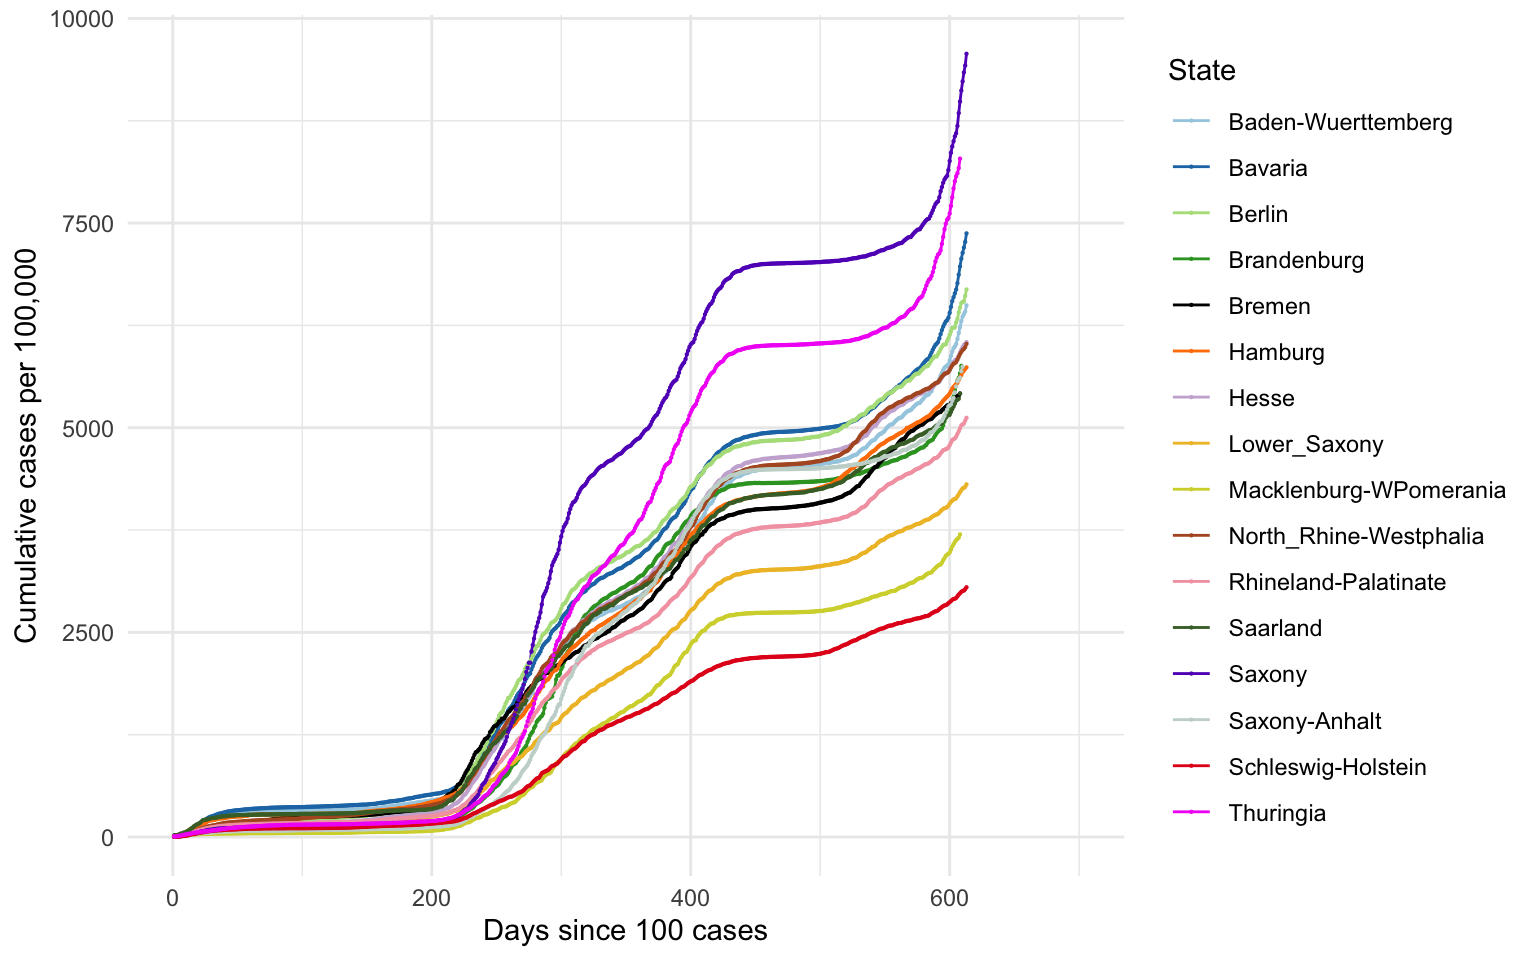 10000
7500
5000
2500
0
Cumulative cases per 100,000
0
200
400
600
Days since 100 cases
State
Baden-Wuerttemberg
Bavaria
Berlin
Brandenburg
Bremen
Hamburg
Hesse
Lower_Saxony
Macklenburg-WPomerania
North_Rhine-Westphalia
Rhineland-Palatinate
Saarland
Saxony
Saxony-Anhalt
Schleswig-Holstein
Thuringia